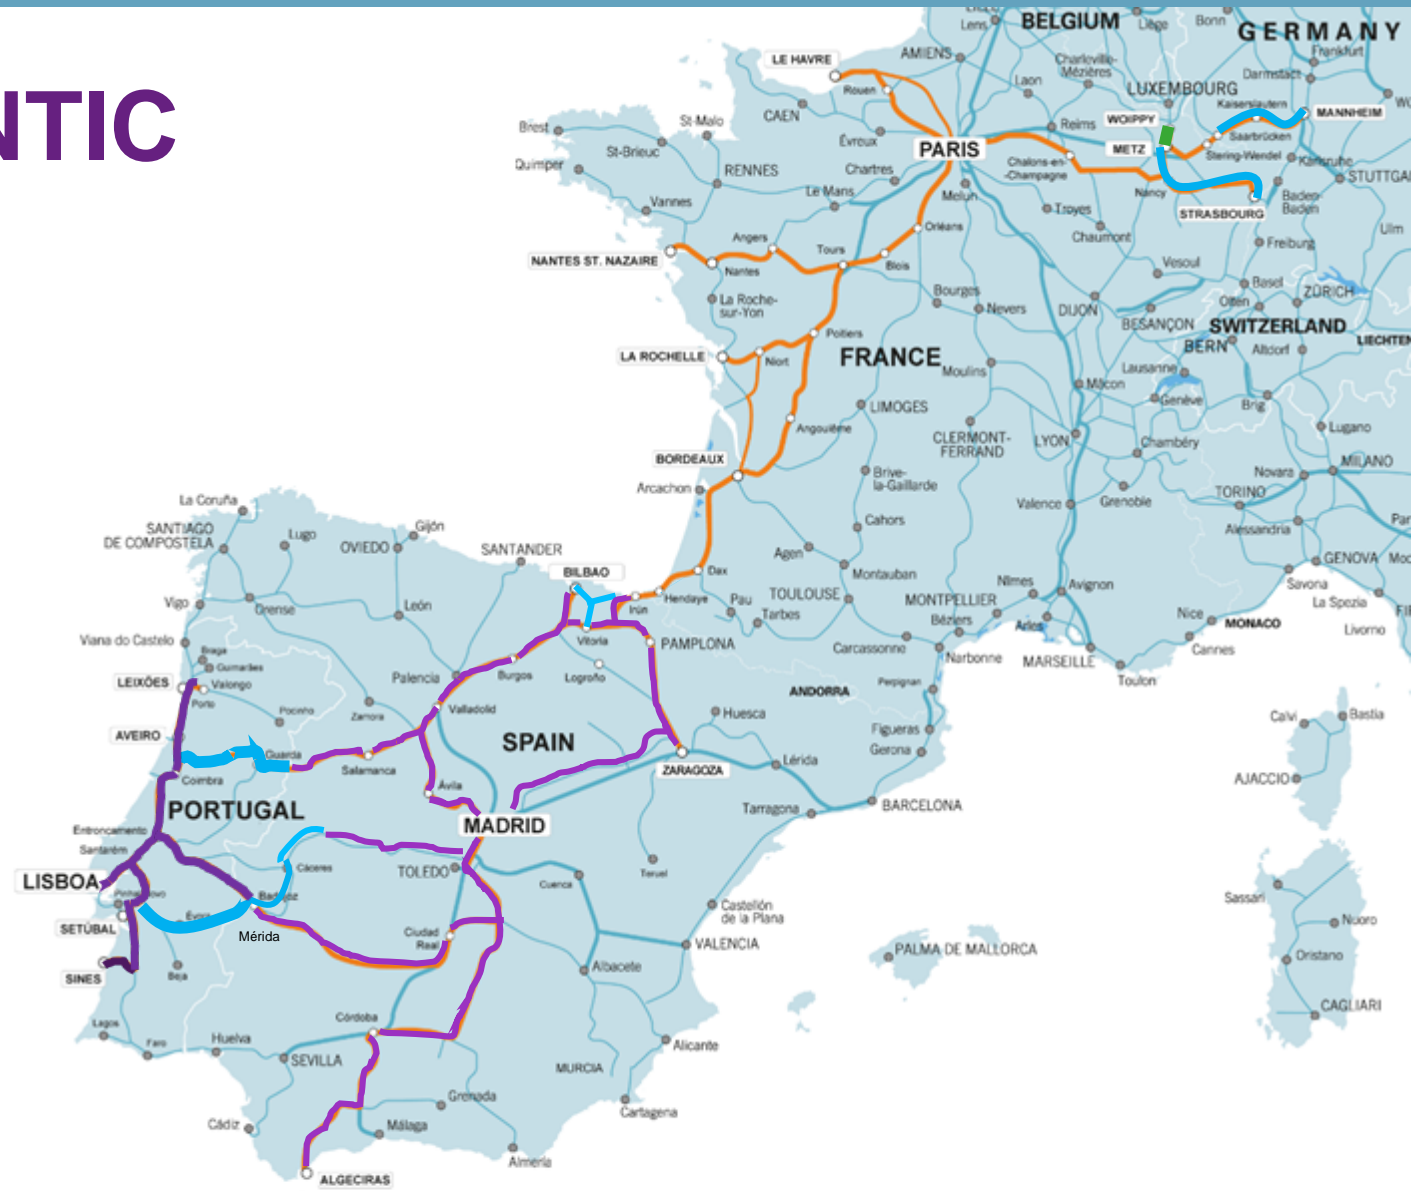 NTIC
BELGIUM
GERMANY
Lens
Liège
Bonn
Frankfurt
LE HAVRE
AMIENS
Charleville-
Mézières
Laon
Darmstadt
LUXEMBOURG
Rouen
Kaiserslautern
MANNHEIM
CAEN
WOIPPY
Brest
St-Malo
Évreux
Reims
METZ
Saarbrücken
PARIS
St-Brieuc
Stering-Wendel
Karlsruhe
Quimper
RENNES
Chartres
Chalons-en-
-Champagne
STUTTGAR
Le Mans
Melun
Nancy
Baden-
Baden
Vannes
Troyes
STRASBOURG
Orléans
Chaumont
Ulm
Angers
Tours
Freiburg
NANTES ST. NAZAIRE
Nantes
Blois
Vesoul
Basel
ZÜRICH
La Roche-
sur-Yon
Bourges
Nevers
DIJON
Olten
BESANÇON
SWITZERLAND
Poitiers
BERN
Altdorf
LIECHTEN
LA ROCHELLE
Niort
FRANCE
Moulins
Lausanne
Mâcon
Genève
Brig
LIMOGES
Angoulême
Lugano
CLERMONT-
FERRAND
LYON
Chambéry
BORDEAUX
MILANO
Novara
Arcachon
Brive-
la-Gaillarde
Valence
Grenoble
TORINO
La Coruña
Cahors
Alessandria
Par
SANTIAGO
DE COMPOSTELA
Lugo
Gijón
OVIEDO
SANTANDER
Agen
GENOVA
Mod
BILBAO
Dax
Montauban
Nîmes
Avignon
Savona
Vigo
Orense
León
Irún
Hendaye
Pau
Tarbes
TOULOUSE
MONTPELLIER
Béziers
Arles
Nice
MONACO
La Spezia
FI
Livorno
Viana do Castelo
Braga
Guimarães
Vitoria
PAMPLONA
Carcassonne
Narbonne
MARSEILLE
Cannes
Toulon
LEIXÕES
Valongo
Porto
Palencia
Burgos
Logroño
ANDORRA
Perpignan
Pocinho
Zamora
Valladolid
Huesca
Calvi
Bastia
AVEIRO
SPAIN
Figueras
Guarda
Salamanca
ZARAGOZA
Lérida
Gerona
Coimbra
Ávila
AJACCIO
PORTUGAL
Tarragona
BARCELONA
Entroncamento
MADRID
Santarém
Cáceres
LISBOA
TOLEDO
Cuenca
Teruel
Badajoz
Sassari
Castellón
de la Plana
Évora
SETÚBAL
Mérida
Ciudad
Real
VALENCIA
Nuoro
PALMA DE MALLORCA
Oristano
SINES
Beja
Albacete
CAGLIARI
Lagos
Córdoba
Faro
Huelva
SEVILLA
Alicante
MURCIA
Grenada
Cartagena
Cádiz
Málaga
Almería
ALGECIRAS